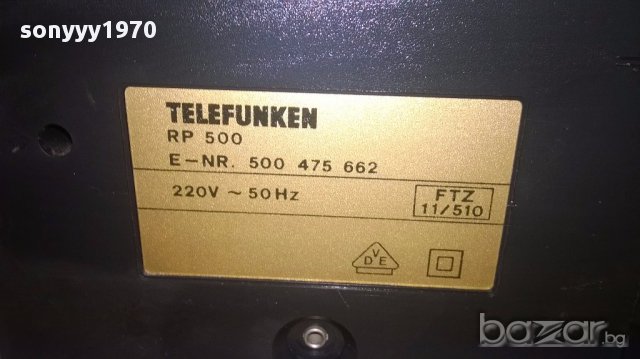 sonyyy1970
TELEFUNKEN
RP 500
E-NR. 500 475 662
220V ~ 50Hz
FTZ
11/510
VDE
bazar.bg